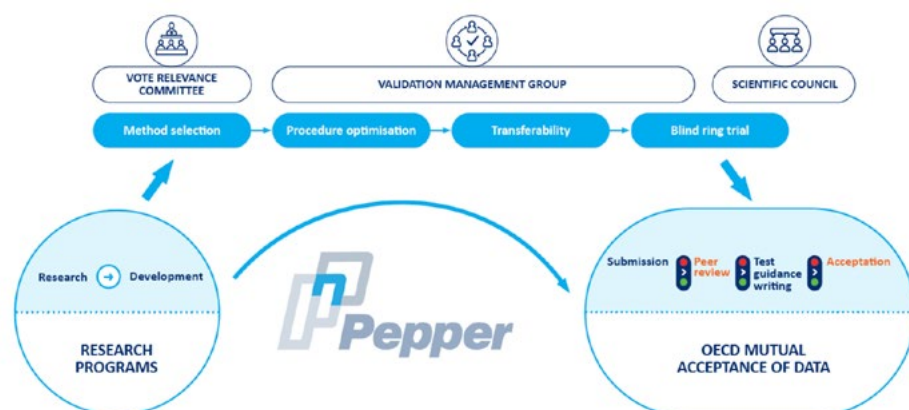 VOTE RELEVANCE
COMMITTEE
VALIDATION MANAGEMENT GROUP
SCIENTIFIC COUNCIL
Method selection
Procedure optimisation
Transferability
Blind ring trial
Research
Development
RESEARCH
PROGRAMS
Pepper
Submission
Peer
review
Test
guidance
writing
Acceptation
OECD MUTUAL
ACCEPTANCE OF DATA